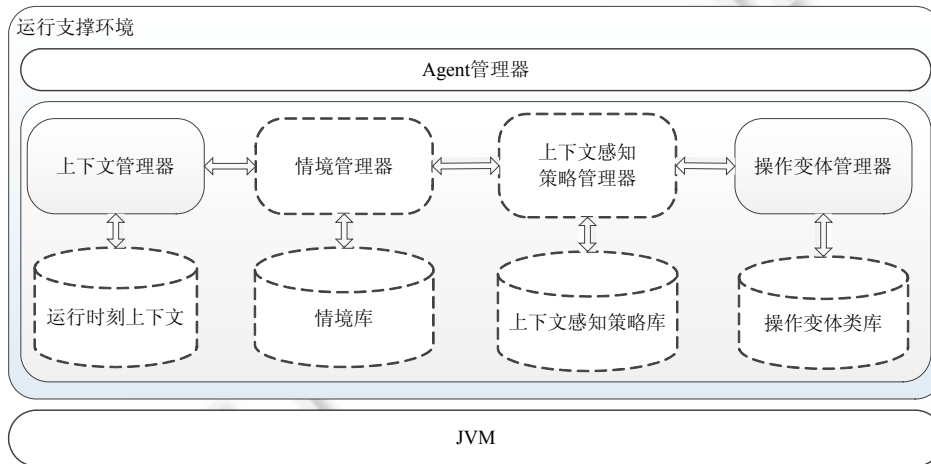 运行支撑环境
Agent管理器
上下文管理器
情境管理器
上下文感知
策略管理器
操作变体管理器
运行时刻上下文
情境库
上下文感知策略库
操作变体类库
JVM